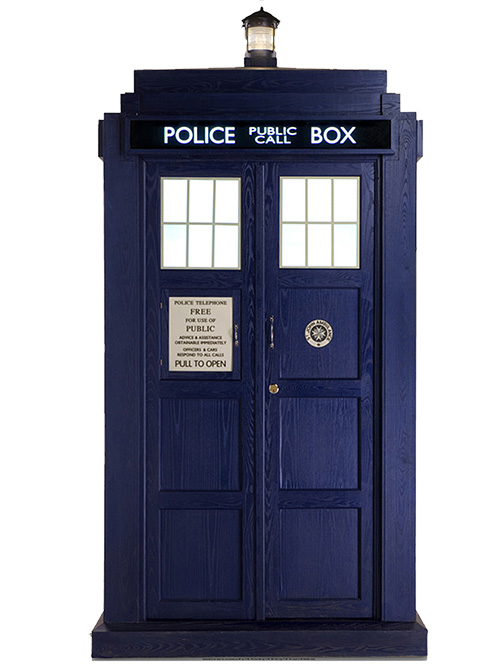 POLICE PUBLIC CALL BOX
POLICE TELEPHONE
FREE
FOR USE OF
PUBLIC
ADVICE & ASSISTANCE
OBTAINABLE IMMEDIATELY
OFFICERS & CARS
RESPOND TO ALL CALLS
PULL TO OPEN